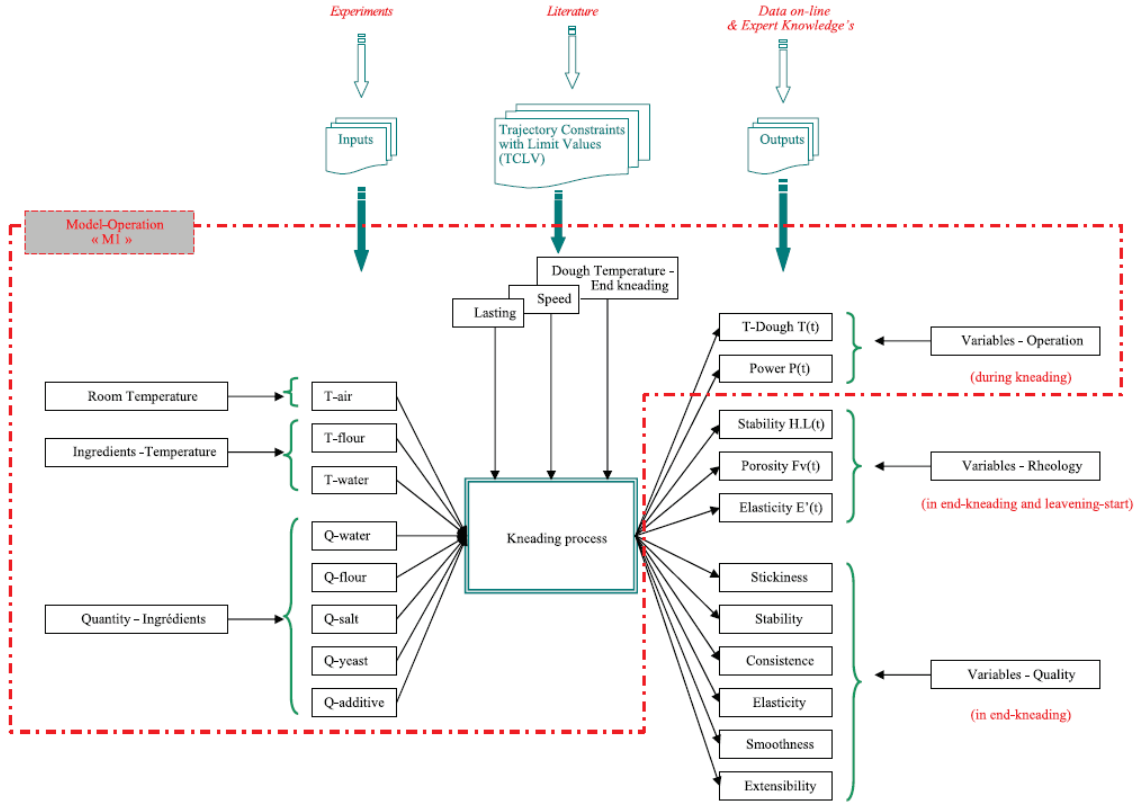 Experiments
Literature
Data on-line
& Expert Knowledge's
Inputs
Trajectory Constraints
with Limit Values
(TCLV)
Outputs
Model-Operation
« M1 »
Dough Temperature -
End kneading
Speed
Lasting
T-Dough T(t)
Power P(t)
Variables - Operation
(during kneading)
Room Temperature
T-air
Ingredients -Temperature
T-flour
T-water
Stability H.L(t)
Porosity Fv(t)
Elasticity E'(t)
Variables - Rheology
(in end-kneading and leavening-start)
Kneading process
Quantity - Ingrédients
Q-water
Q-flour
Q-salt
Q-yeast
Q-additive
Stickiness
Stability
Consistence
Elasticity
Smoothness
Extensibility
Variables - Quality
(in end-kneading)